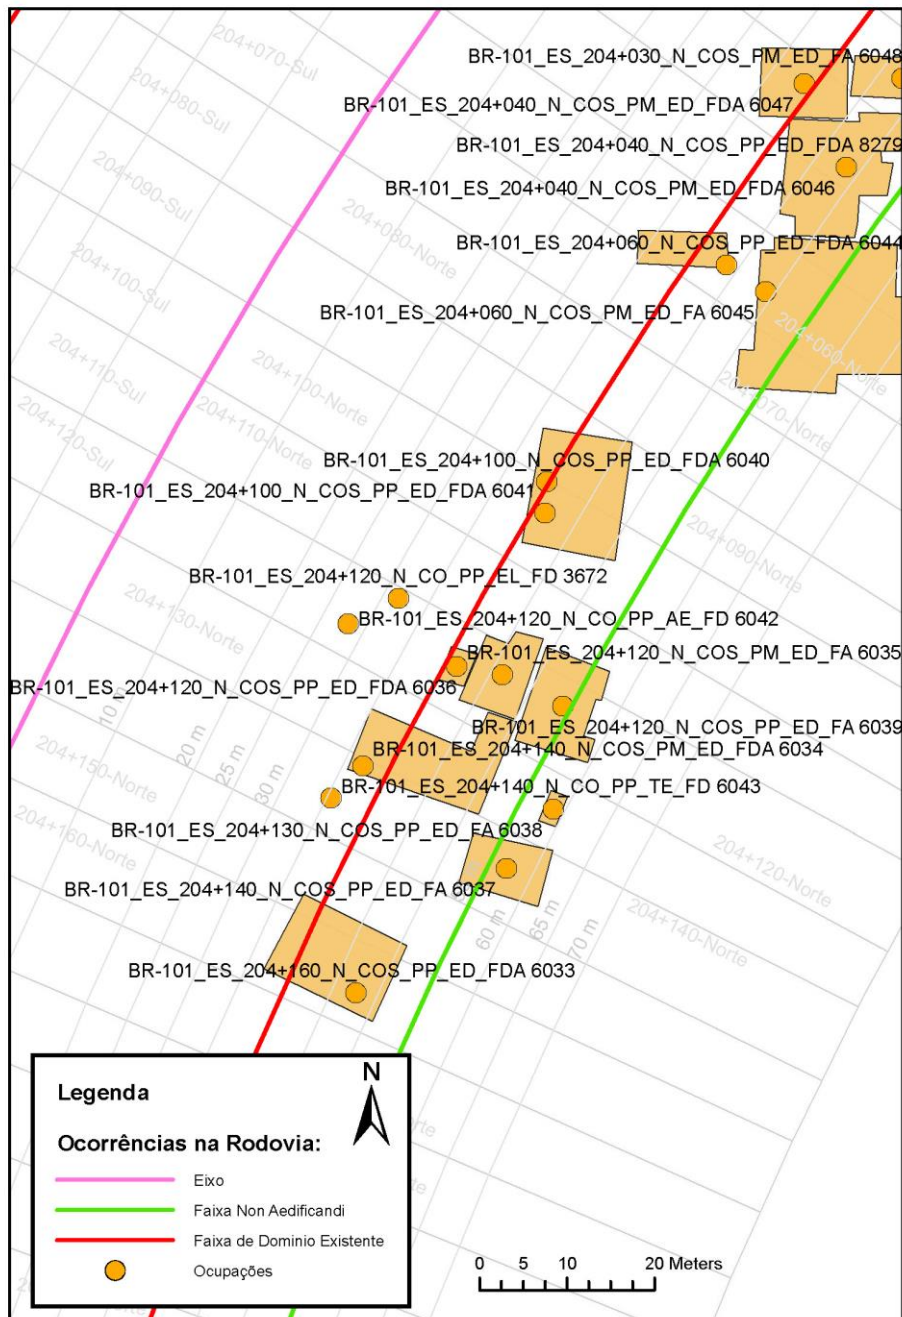 204+070-Sul
204+080-Sul
204+090-Sul
204+100-Sul
204+110-Sul
204+120-Sul
BR-101_ES_204+030_N_COS_PM_ED_FA 6048
BR-101_ES_204+040_N_COS_PM_ED_FDA 6047
BR-101_ES_204+040_N_COS_PP_ED_FDA 8279
BR-101_ES_204+040_N_COS_PM_ED_FDA 6046
204+080-Norte
BR-101_ES_204+060_N_COS_PP_ED_FDA 6044
BR-101_ES_204+060_N_COS_PM_ED_FA 6045
204+060-Norte
204+070-Norte
204+100-Norte
204+110-Norte
BR-101_ES_204+100_N_COS_PP_ED_FDA 6040
BR-101_ES_204+100_N_COS_PP_ED_FDA 6041
204+090-Norte
BR-101_ES_204+120_N_CO_PP_EL_FD 3672
204+130-Norte
BR-101_ES_204+120_N_CO_PP_AE_FD 6042
BR-101_ES_204+120_N_COS_PM_ED_FA 6035
BR-101_ES_204+120_N_COS_PP_ED_FDA 6036
BR-101_ES_204+120_N_COS_PP_ED_FA 6039
BR-101_ES_204+140_N_COS_PM_ED_FDA 6034
10 m
20 m
25 m
30 m
204+150-Norte
BR-101_ES_204+140_N_CO_PP_TE_FD 6043
204+160-Norte
BR-101_ES_204+130_N_COS_PP_ED_FA 6038
204+120-Norte
BR-101_ES_204+140_N_COS_PP_ED_FA 6037
204+140-Norte
60 m
65 m
70 m
BR-101_ES_204+160_N_COS_PP_ED_FDA 6033
Legenda
N
Ocorrências na Rodovia:
Eixo
Faixa Non Aedificandi
Faixa de Dominio Existente
Ocupações
0 5 10 20 Meters